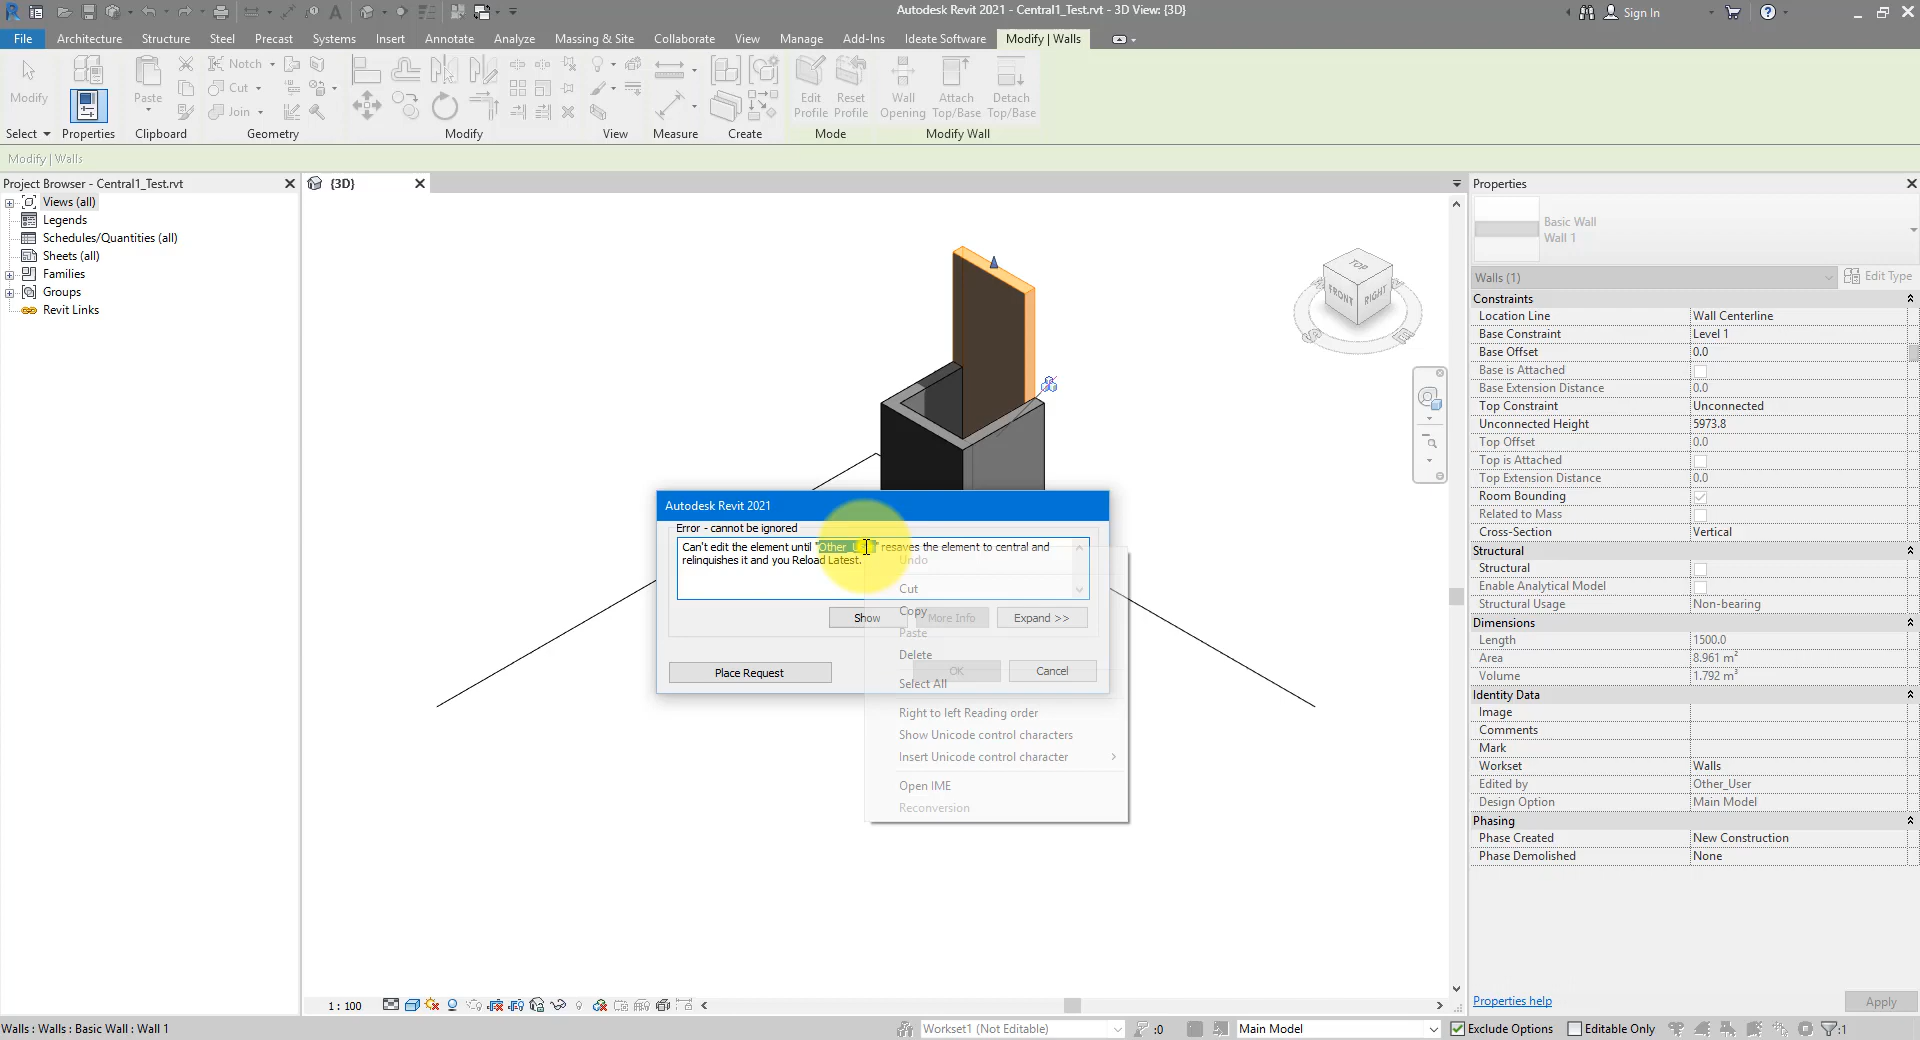 Autodesk Revit 2021 - Central1_Test.rvt - 3D View: {3D}
Sign In
File Architecture Structure Steel Precast Systems Insert Annotate Analyze Massing & Site Collaborate View Manage Add-Ins Ideate Software Modify | Walls
Modify
Paste
Notch
Cut
Join
Edit Profile
Reset Profile
Wall Opening
Attach Top/Base
Detach Top/Base
Select Properties Clipboard Geometry Modify View Measure Create Mode Modify Wall
Modify | Walls
Project Browser - Central1_Test.rvt
Views (all)
Legends
Schedules/Quantities (all)
Sheets (all)
Families
Groups
Revit Links
{3D}
TOP
FRONT
RIGHT
Autodesk Revit 2021
Error - cannot be ignored
Can't edit the element until "Other_U   " resaves the element to central and
relinquishes it and you Reload Latest.
Show More Info Expand >>
Place Request OK Cancel
Undo
Cut
Copy
Paste
Delete
Select All
Right to left Reading order
Show Unicode control characters
Insert Unicode control character
Open IME
Reconversion
Properties
Basic Wall
Wall 1
Walls (1) Edit Type
Constraints
Location Line Wall Centerline
Base Constraint Level 1
Base Offset 0.0
Base is Attached
Base Extension Distance 0.0
Top Constraint Unconnected
Unconnected Height 5973.8
Top Offset 0.0
Top is Attached
Top Extension Distance 0.0
Room Bounding
Related to Mass
Cross-Section Vertical
Structural
Structural
Enable Analytical Model
Structural Usage Non-bearing
Dimensions
Length 1500.0
Area 8.961 m²
Volume 1.792 m³
Identity Data
Image
Comments
Mark
Workset Walls
Edited by Other_User
Design Option Main Model
Phasing
Phase Created New Construction
Phase Demolished None
Properties help Apply
1 : 100
Walls : Walls : Basic Wall : Wall 1
Workset1 (Not Editable)
:0
Main Model
Exclude Options
Editable Only
:1